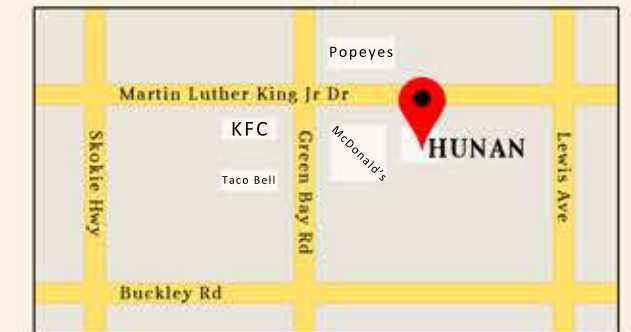 Popeyes
Martin Luther King Jr Dr
KFC
McDonald's
HUNAN
Taco Bell
Skokie Hwy
Green Bay Rd
Lewis Ave
Buckley Rd